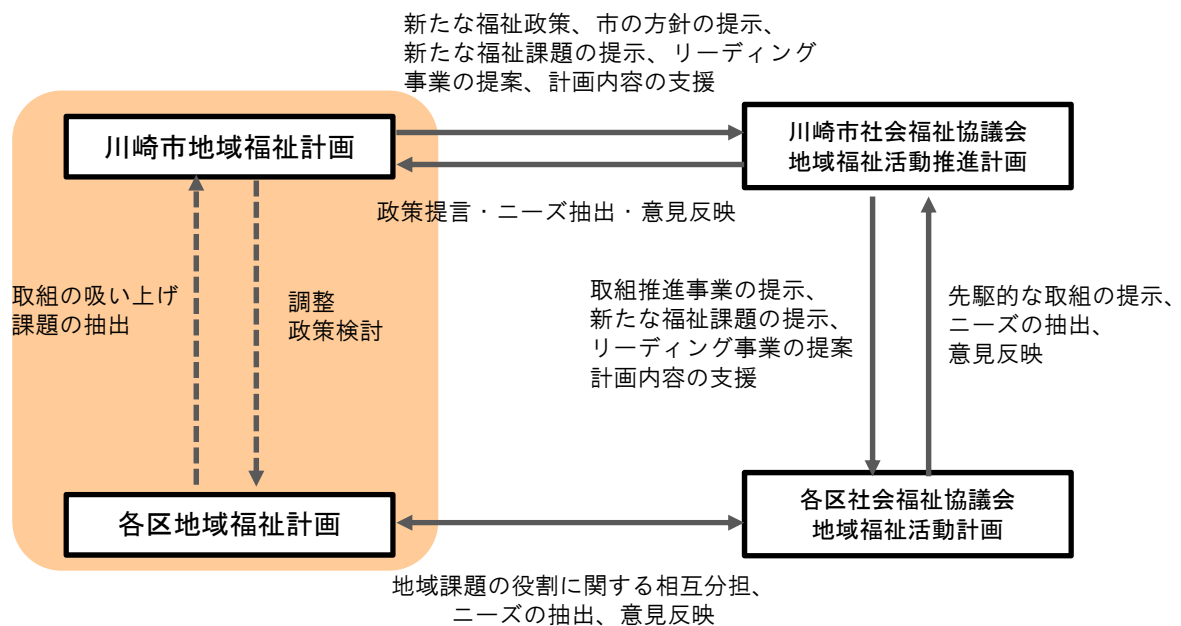 新たな福祉政策、市の方針の提示、
新たな福祉課題の提示、リーディング
事業の提案、計画内容の支援
川崎市地域福祉計画
川崎市社会福祉協議会
地域福祉活動推進計画
政策提言・ニーズ抽出・意見反映
取組の吸い上げ
課題の抽出
調整
政策検討
取組推進事業の提示、
新たな福祉課題の提示、
リーディング事業の提案
計画内容の支援
先駆的な取組の提示、
ニーズの抽出、
意見反映
各区地域福祉計画
各区社会福祉協議会
地域福祉活動計画
地域課題の役割に関する相互分担、
ニーズの抽出、意見反映